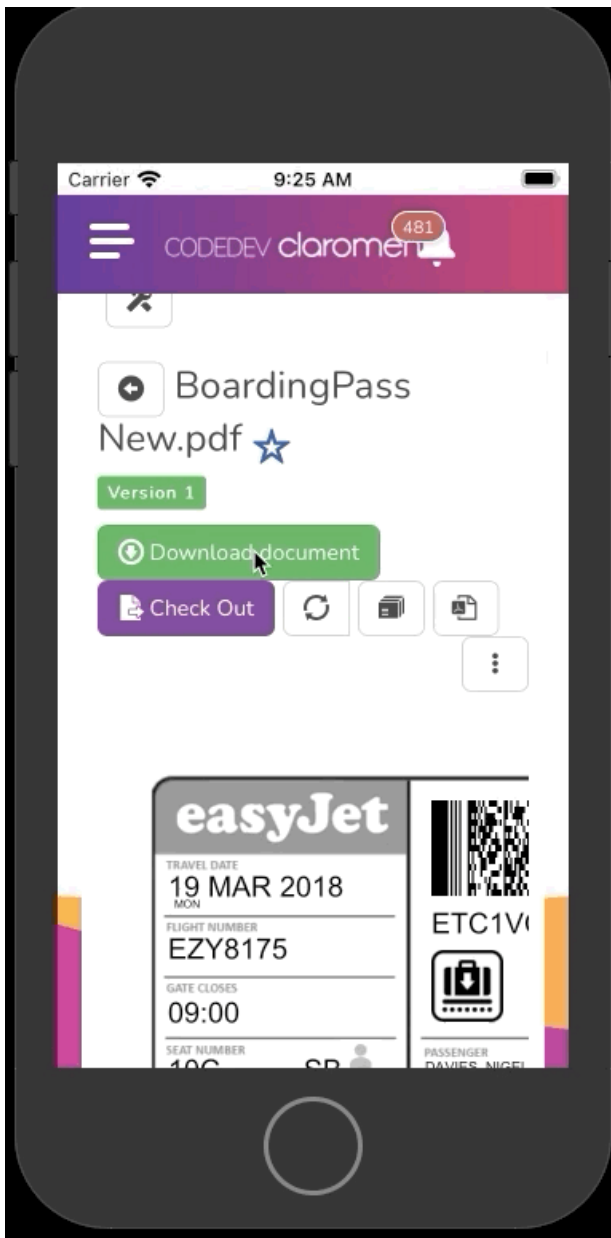 Carrier 9:25 AM
481
CODEDEV
BoardingPass
New.pdf
Version 1
Download document
Check Out
easyJet
TRAVEL DATE
19 MAR 2018
MON
FLIGHT NUMBER
EZY8175
GATE CLOSES
09:00
SEAT NUMBER
ETC1V
PASSENGER